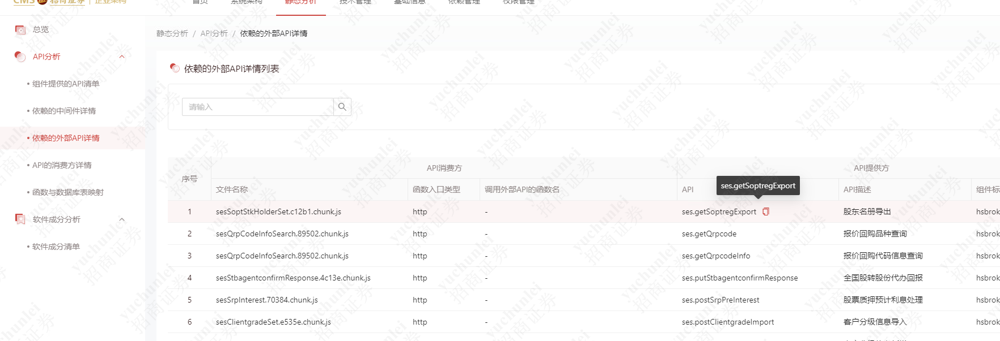 CMS 招商证券 | 企业架构
首页 系统架构 静态分析 技术管理 基础信息 依赖管理 权限管理
总览
API分析
• 组件提供的API清单
• 依赖的中间件详情
• 依赖的外部API详情
• API的消费方详情
• 函数与数据库表映射
软件成分分析
• 软件成分清单
静态分析 / API分析 / 依赖的外部API详情
依赖的外部API详情列表
请输入
序号 API消费方 API提供方
文件名称 函数入口类型 调用外部API的函数名 API API描述 组件标
ses.getSoptregExport
1 sesSoptStkHolderSet.c12b1.chunk.js http - ses.getSoptregExport 股东名册导出 hsbrok
2 sesQrpCodeInfoSearch.89502.chunk.js http - ses.getQrpcode 报价回购品种查询 hsbrok
3 sesQrpCodeInfoSearch.89502.chunk.js http - ses.getQrpcodeInfo 报价回购代码信息查询 hsbrok
4 sesStbagentconfirmResponse.4c13e.chunk.js http - ses.putStbagentconfirmResponse 全国股转股份代办回报 hsbrok
5 sesSrpInterest.70384.chunk.js http - ses.postSrpPreInterest 股票质押预计利息处理 hsbrok
6 sesClientgradeSet.e535e.chunk.js http - ses.postClientgradeImport 客户分级信息导入 hsbrok
yuchunlei
招商证券